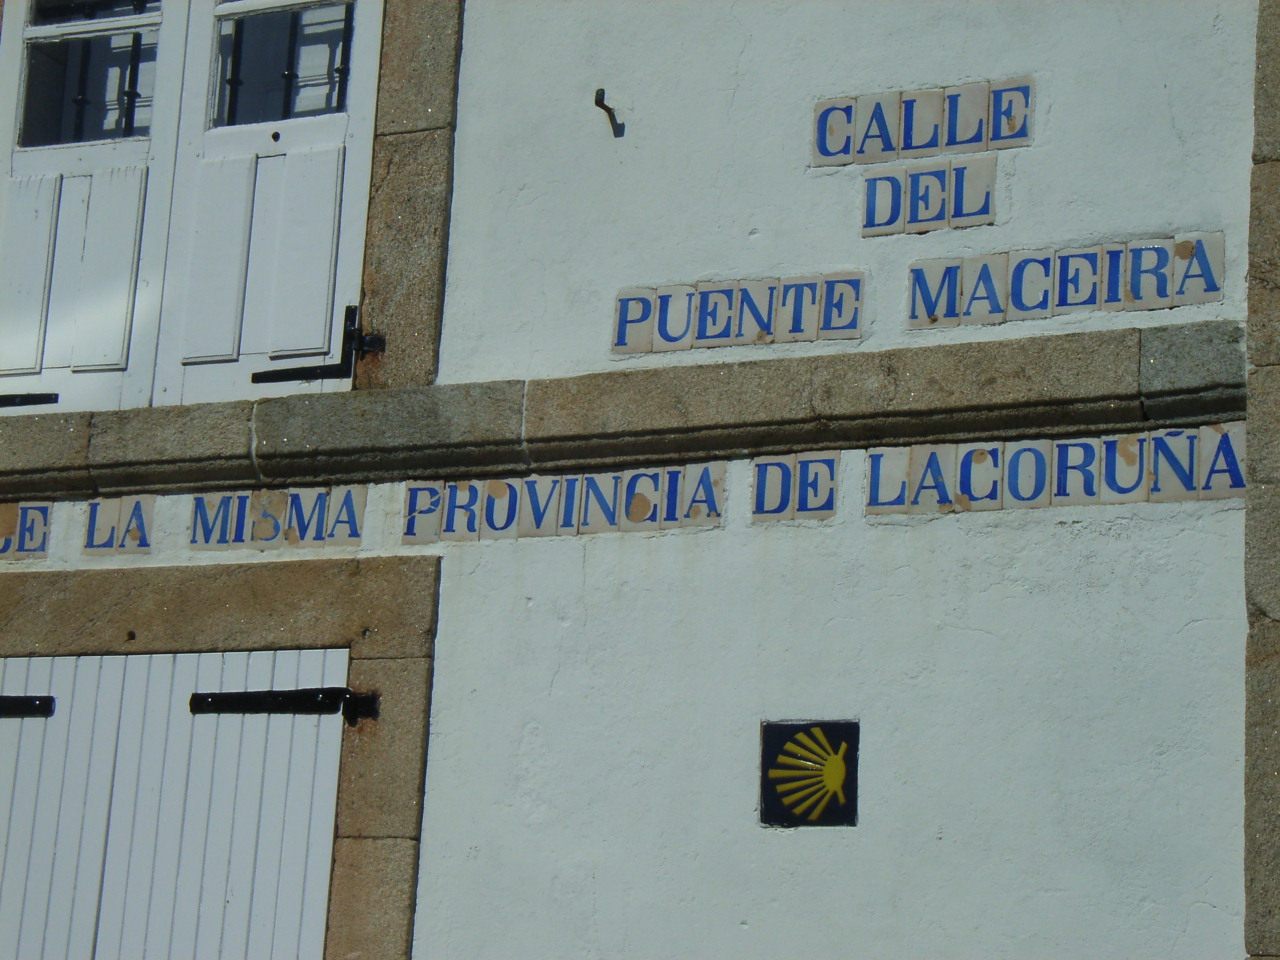 CALLE
DEL
PUENTE MACEIRA
LA MISMA PROVINCIA DE LACORUÑA